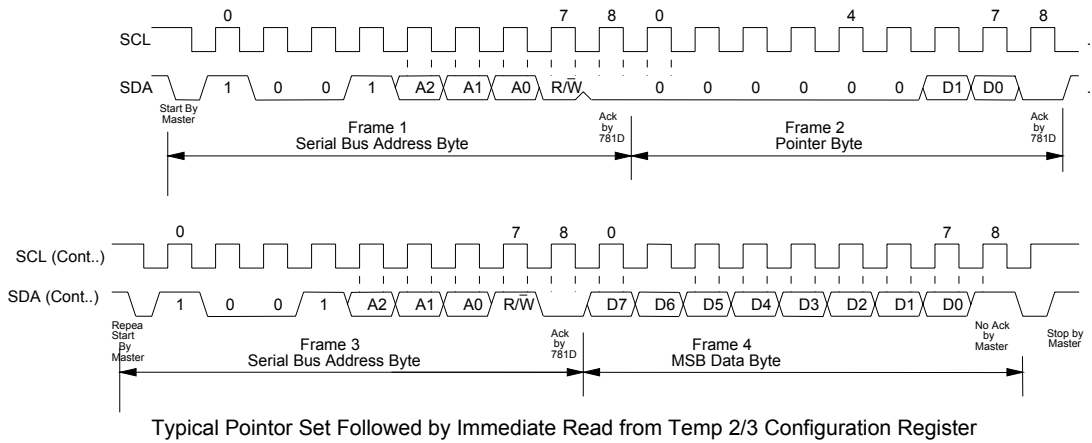 0 7 8 0 4 7 8
SCL
SDA 1 0 0 1 A2 A1 A0 R/W̅ 0 0 0 0 0 0 D1 D0
Start By
Master
Frame 1
Serial Bus Address Byte
Ack
by
781D
Frame 2
Pointer Byte
Ack
by
781D
0 7 8 0 7 8
SCL (Cont..)
SDA (Cont..) 1 0 0 1 A2 A1 A0 R/W̅ D7 D6 D5 D4 D3 D2 D1 D0
Repea
Start
By
Master
Frame 3
Serial Bus Address Byte
Ack
by
781D
Frame 4
MSB Data Byte
No Ack
by
Master
Stop by
Master
Typical Pointor Set Followed by Immediate Read from Temp 2/3 Configuration Register